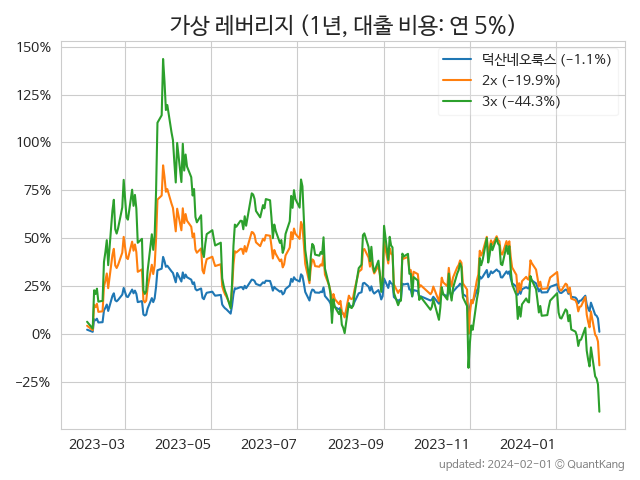 가상 레버리지 (1년, 대출 비용: 연 5%)
덕산네오룩스 (−1.1%)
2x (−19.9%)
3x (−44.3%)
150%
125%
100%
75%
50%
25%
0%
−25%
2023-03 2023-05 2023-07 2023-09 2023-11 2024-01
updated: 2024-02-01 © QuantKang